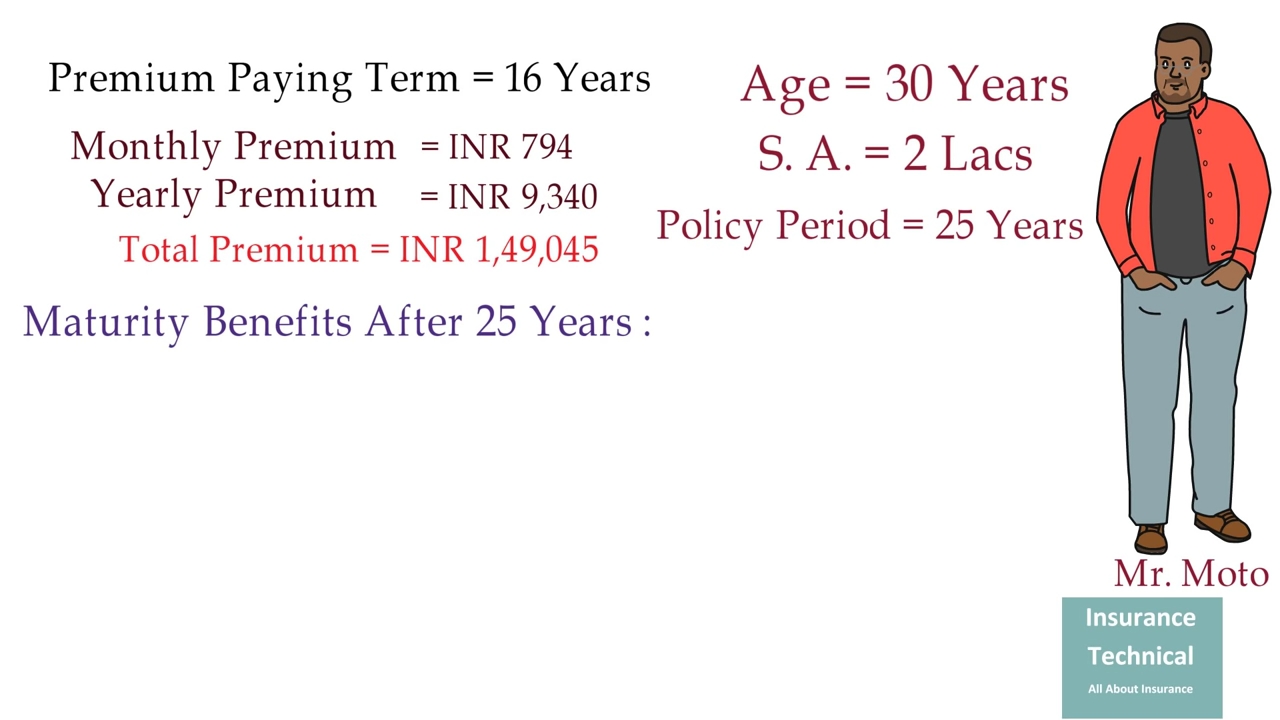 Premium Paying Term = 16 Years
Monthly Premium = INR 794
Yearly Premium = INR 9,340
Total Premium = INR 1,49,045
Maturity Benefits After 25 Years :
Age = 30 Years
S. A. = 2 Lacs
Policy Period = 25 Years
Mr. Moto
Insurance
Technical
All About Insurance